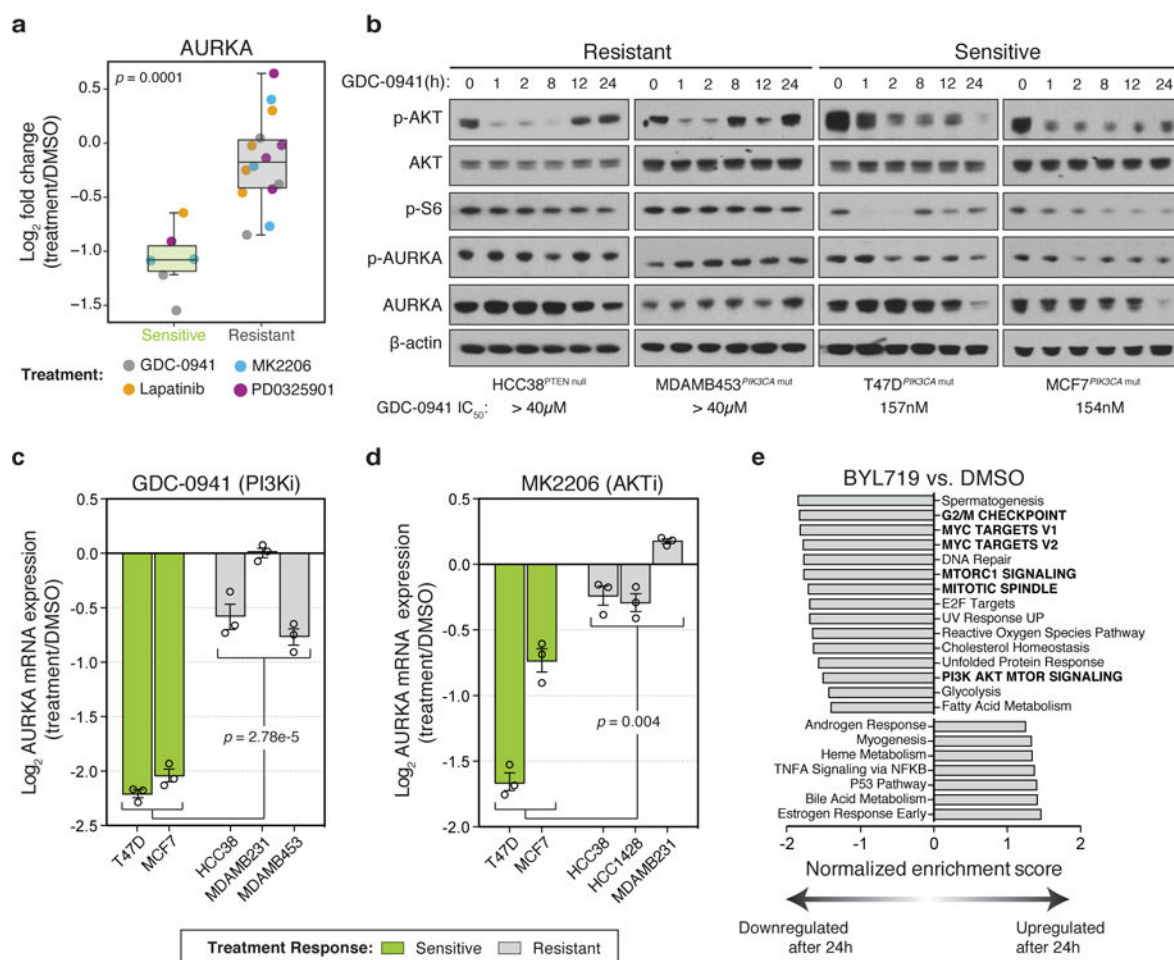 a
AURKA
p = 0.0001
Log2 fold change
(treatment/DMSO)
0.5
0.0
−0.5
−1.0
−1.5
Sensitive Resistant
Treatment:
GDC-0941 MK2206
Lapatinib PD0325901
b
Resistant Sensitive
GDC-0941(h): 0 1 2 8 12 24 0 1 2 8 12 24 0 1 2 8 12 24 0 1 2 8 12 24
p-AKT
AKT
p-S6
p-AURKA
AURKA
β-actin
HCC38PTEN null MDAMB453PIK3CA mut T47DPIK3CA mut MCF7PIK3CA mut
GDC-0941 IC50: > 40µM > 40µM 157nM 154nM
c
GDC-0941 (PI3Ki)
Log2 AURKA mRNA expression
(treatment/DMSO)
0.5
0.0
-0.5
-1.0
-1.5
-2.0
-2.5
p = 2.78e-5
T47D MCF7 HCC38 MDAMB231 MDAMB453
d
MK2206 (AKTi)
Log2 AURKA mRNA expression
(treatment/DMSO)
0.5
0.0
-0.5
-1.0
-1.5
-2.0
p = 0.004
T47D MCF7 HCC38 HCC1428 MDAMB231
e
BYL719 vs. DMSO
Spermatogenesis
G2/M CHECKPOINT
MYC TARGETS V1
MYC TARGETS V2
DNA Repair
MTORC1 SIGNALING
MITOTIC SPINDLE
E2F Targets
UV Response UP
Reactive Oxygen Species Pathway
Cholesterol Homeostasis
Unfolded Protein Response
PI3K AKT MTOR SIGNALING
Glycolysis
Fatty Acid Metabolism
Androgen Response
Myogenesis
Heme Metabolism
TNFA Signaling via NFKB
P53 Pathway
Bile Acid Metabolism
Estrogen Response Early
-2 -1 0 1 2
Normalized enrichment score
Downregulated Upregulated
after 24h after 24h
Treatment Response: Sensitive Resistant